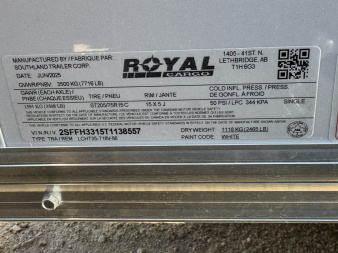 MANUFACTURED BY / FABRIQUE PAR:
SOUTHLAND TRAILER CORP.
DATE: JUN/2025
ROYAL
CARGO
1405 - 41ST. N.
LETHBRIDGE, AB
T1H 6G3
GVWR/PNBV: 3500 KG (7716 LB)
GAWR (EACH AXLE) /
PNBE (CHAQUE ESSIEU)
TIRE / PNEU
RIM / JANTE
COLD INFL. PRESS. / PRESS.
DE GONFL. À FROID
ST205/75R15 C
15 X 5 J
50 PSI / LPC 344 KPA
SINGLE
V.I.N./N.I.V. 2SFFH3315T1138557
TYPE: TRA / REM
DRY WEIGHT: 1118 KG (2465 LB)
PAINT CODE: WHITE